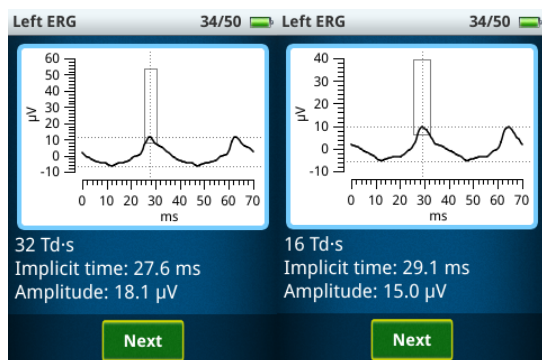 Left ERG 34/50
60
50
40
30
20
10
0
-10
µV
0 10 20 30 40 50 60 70
ms
32 Td·s
Implicit time: 27.6 ms
Amplitude: 18.1 µV
Next
Left ERG 34/50
40
30
20
10
0
-10
µV
0 10 20 30 40 50 60 70
ms
16 Td·s
Implicit time: 29.1 ms
Amplitude: 15.0 µV
Next